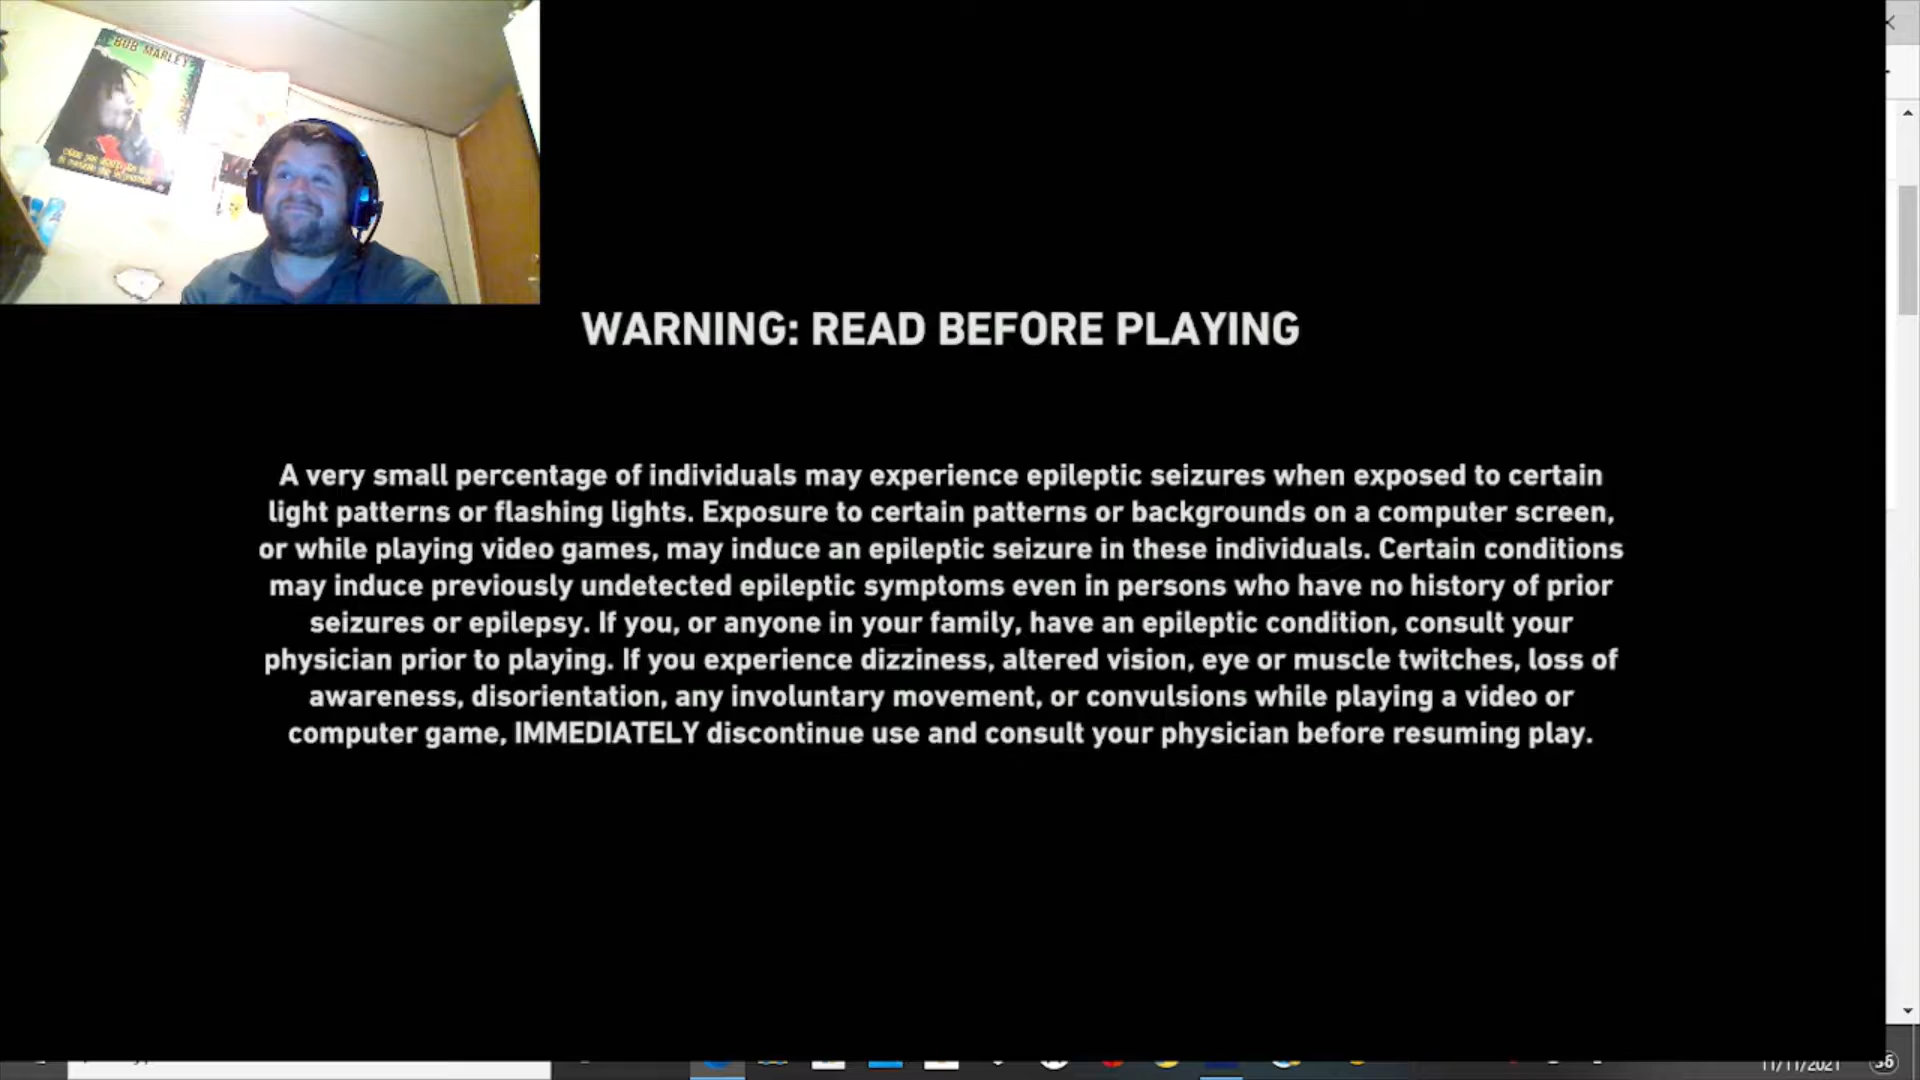 BOB MARLEY
WARNING: READ BEFORE PLAYING
A very small percentage of individuals may experience epileptic seizures when exposed to certain
light patterns or flashing lights. Exposure to certain patterns or backgrounds on a computer screen,
or while playing video games, may induce an epileptic seizure in these individuals. Certain conditions
may induce previously undetected epileptic symptoms even in persons who have no history of prior
seizures or epilepsy. If you, or anyone in your family, have an epileptic condition, consult your
physician prior to playing. If you experience dizziness, altered vision, eye or muscle twitches, loss of
awareness, disorientation, any involuntary movement, or convulsions while playing a video or
computer game, IMMEDIATELY discontinue use and consult your physician before resuming play.
11/11/2021